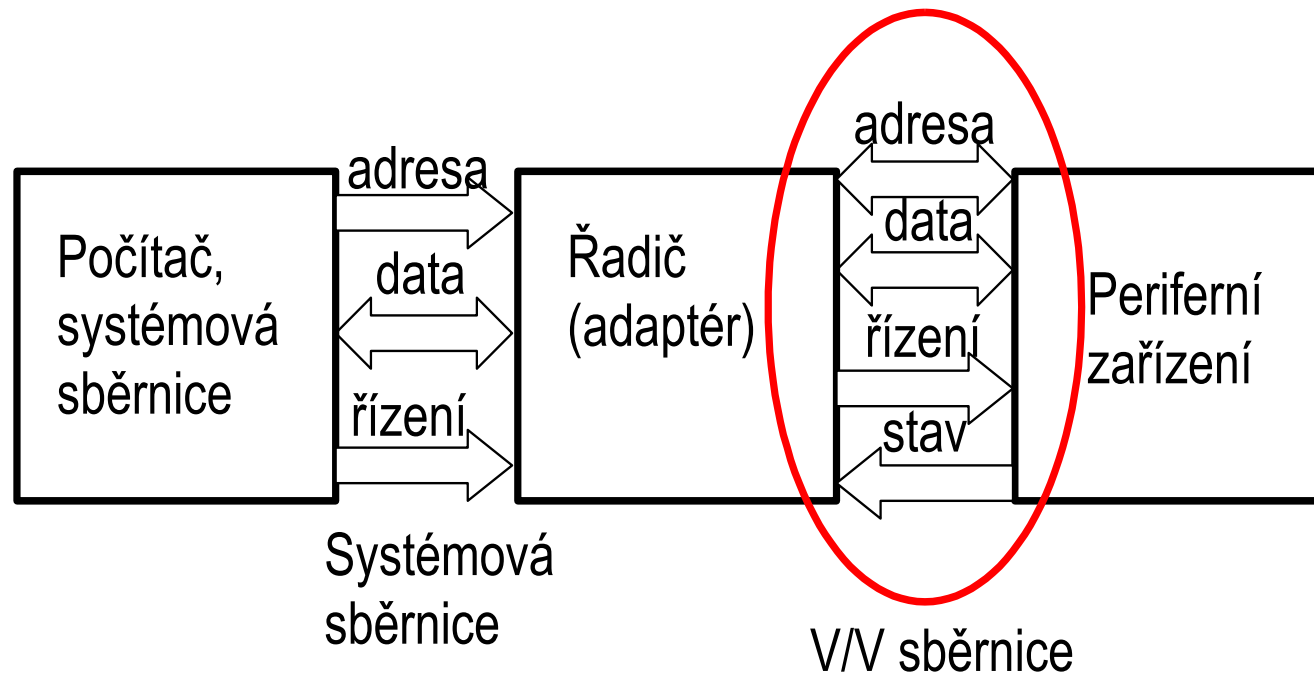 Počítač,
systémová
sběrnice
adresa
data
řízení
Systémová
sběrnice
Řadič
(adaptér)
adresa
data
řízení
stav
V/V sběrnice
Periferní
zařízení